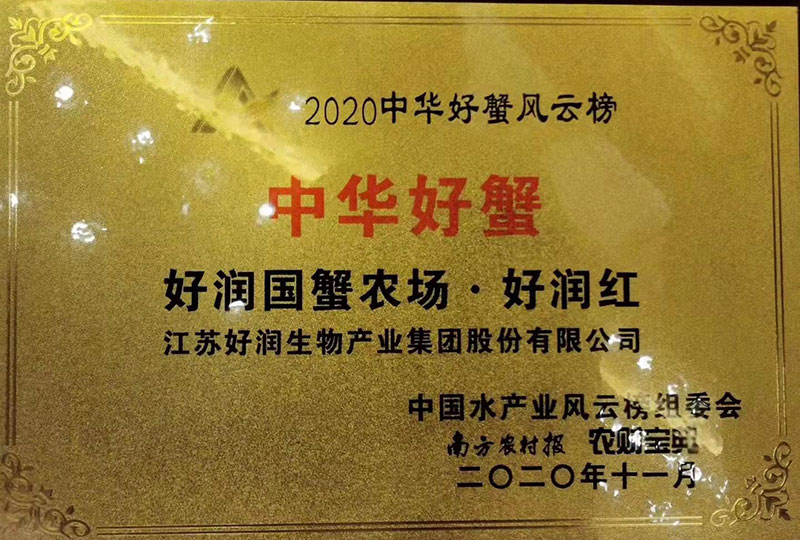 2020中华好蟹风云榜
中华好蟹
好润国蟹农场·好润红
江苏好润生物产业集团股份有限公司
中国水产业风云榜组委会
南方农村报 农财宝典
二〇二〇年十一月